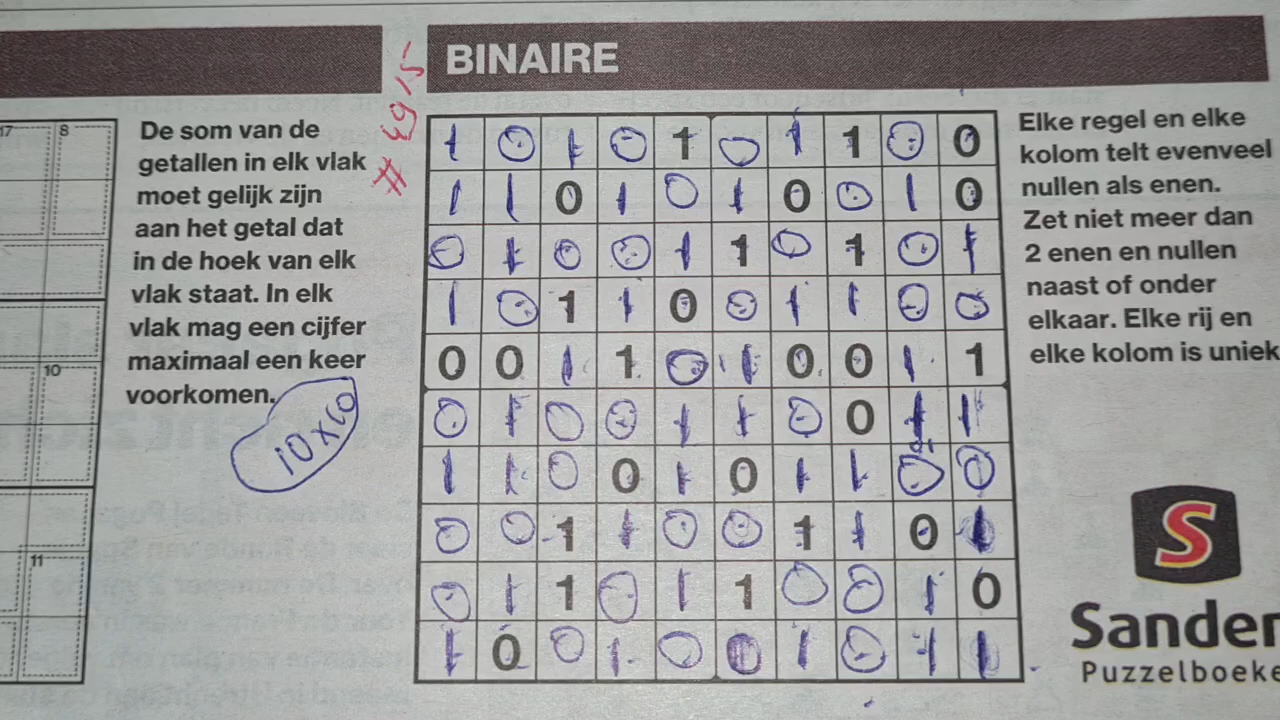 BINAIRE
# 3163 -
17 8
De som van de
getallen in elk vlak
moet gelijk zijn
aan het getal dat
in de hoek van elk
vlak staat. In elk
vlak mag een cijfer
maximaal een keer
voorkomen.
10
11
10x10
1 0 1 0 1 0 1 1 0 0
1 1 0 1 0 1 0 0 1 0
0 1 0 0 1 1 0 1 0 1
1 0 1 1 0 0 1 1 0 0
0 0 1 1 0 1 0 0 1 1
0 1 0 0 1 1 0 0 1 1
1 1 0 0 1 0 1 1 0 0
0 0 1 1 0 0 1 1 0 1
0 1 1 0 1 1 0 0 1 0
1 0 0 1 0 0 1 0 1 1
Elke regel en elke
kolom telt evenveel
nullen als enen.
Zet niet meer dan
2 enen en nullen
naast of onder
elkaar. Elke rij en
elke kolom is uniek
S
Sander
Puzzelboeke